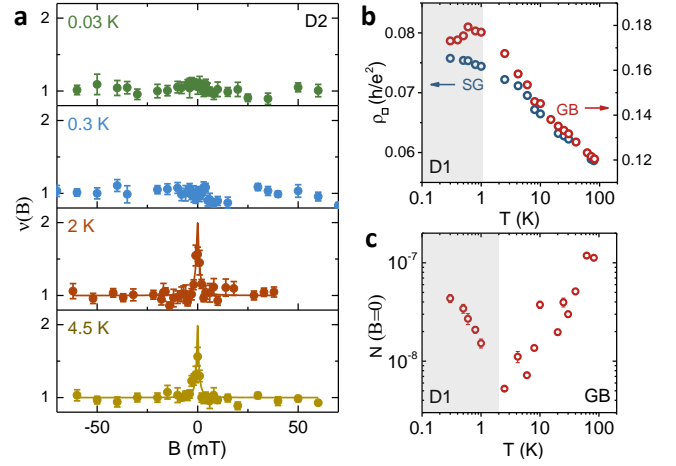 a
D2
0.03 K
0.3 K
2 K
4.5 K
2
1
2
1
2
1
2
1
ν(B)
-50
0
50
B (mT)
b
0.08
0.07
0.06
ρ□(h/e²)
SG
GB
D1
0.18
0.16
0.14
0.12
0.1
1
10
100
T (K)
c
10⁻⁷
10⁻⁸
N (B=0)
D1
GB
0.1
1
10
100
T (K)